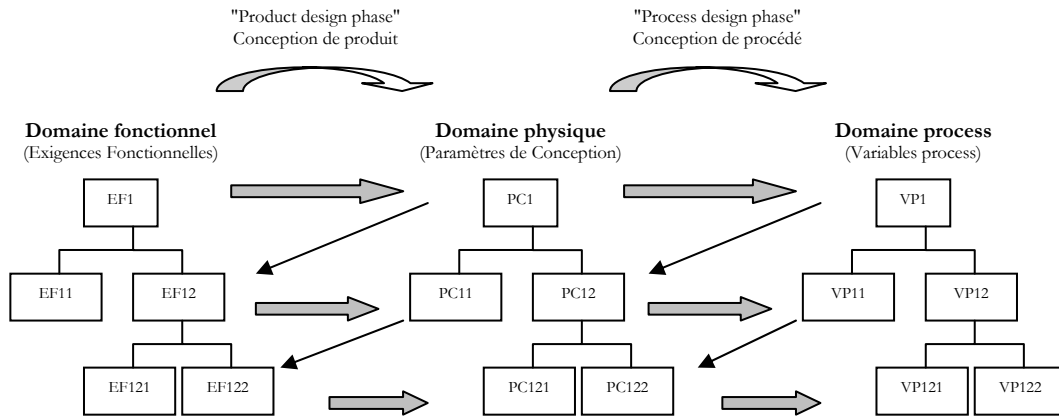 "Product design phase"
Conception de produit
"Process design phase"
Conception de procédé
Domaine fonctionnel
(Exigences Fonctionnelles)
Domaine physique
(Paramètres de Conception)
Domaine process
(Variables process)
EF1
PC1
VP1
EF11
EF12
PC11
PC12
VP11
VP12
EF121
EF122
PC121
PC122
VP121
VP122